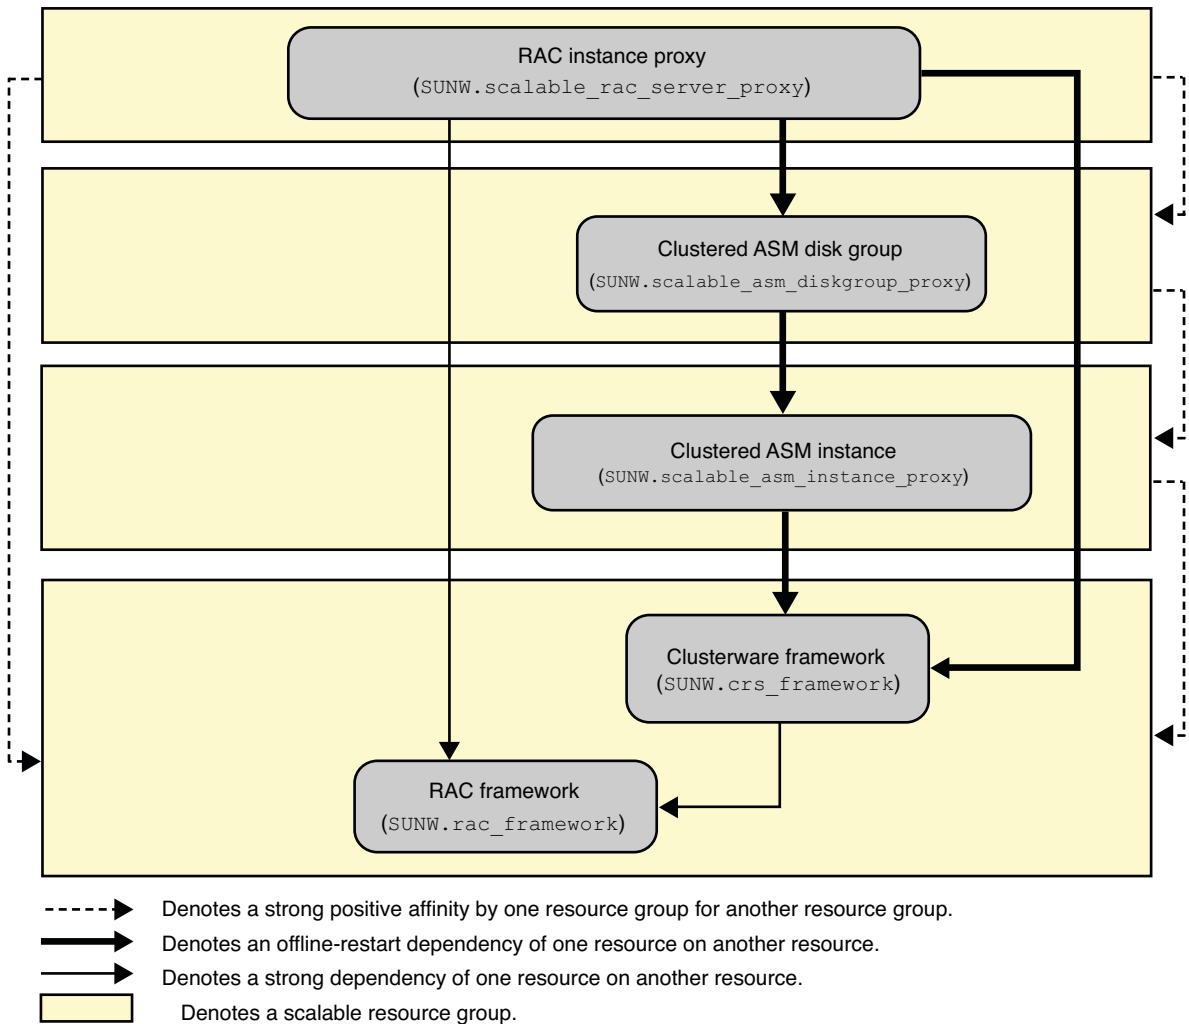 RAC instance proxy
(SUNW.scalable_rac_server_proxy)
Clustered ASM disk group
(SUNW.scalable_asm_diskgroup_proxy)
Clustered ASM instance
(SUNW.scalable_asm_instance_proxy)
Clusterware framework
(SUNW.crs_framework)
RAC framework
(SUNW.rac_framework)
Denotes a strong positive affinity by one resource group for another resource group.
Denotes an offline-restart dependency of one resource on another resource.
Denotes a strong dependency of one resource on another resource.
Denotes a scalable resource group.